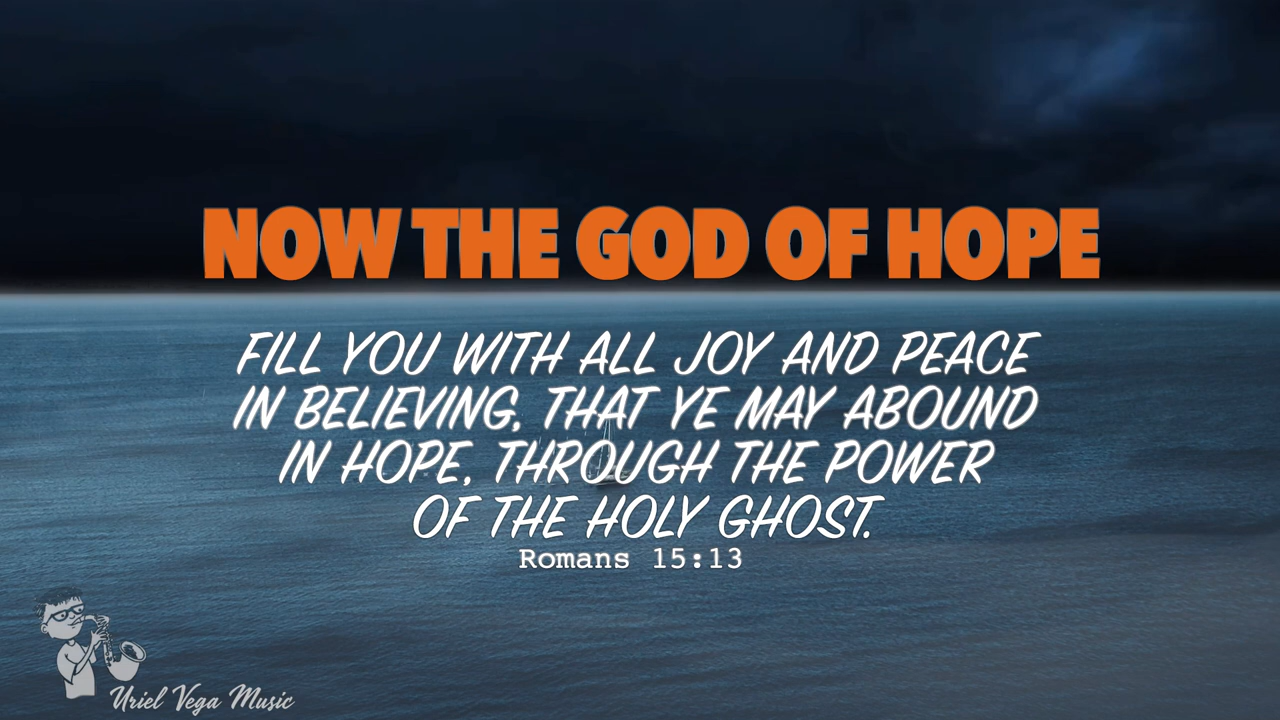 NOW THE GOD OF HOPE
FILL YOU WITH ALL JOY AND PEACE
IN BELIEVING, THAT YE MAY ABOUND
IN HOPE, THROUGH THE POWER
OF THE HOLY GHOST.
Romans 15:13
Uriel Vega Music